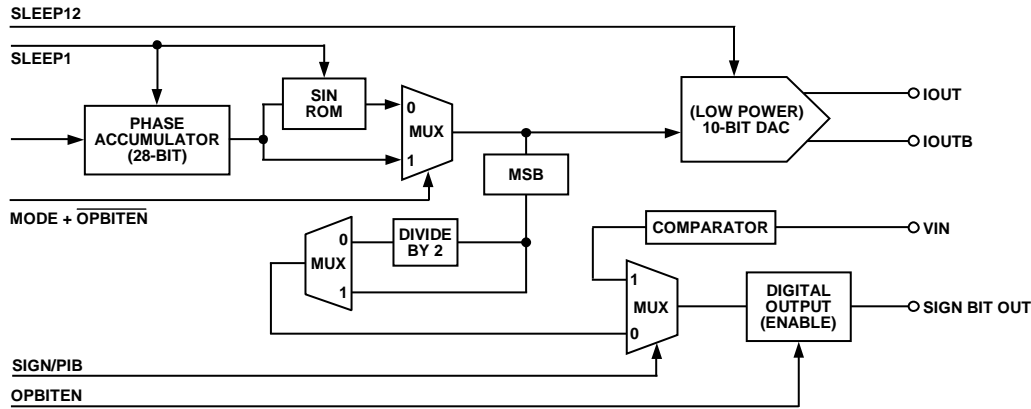 SLEEP12
SLEEP1
PHASE
ACCUMULATOR
(28-BIT)
SIN
ROM
0
MUX
1
(LOW POWER)
10-BIT DAC
IOUT
IOUTB
MSB
MODE + OPBITEN
0
MUX
1
DIVIDE
BY 2
COMPARATOR
VIN
1
MUX
0
DIGITAL
OUTPUT
(ENABLE)
SIGN BIT OUT
SIGN/PIB
OPBITEN